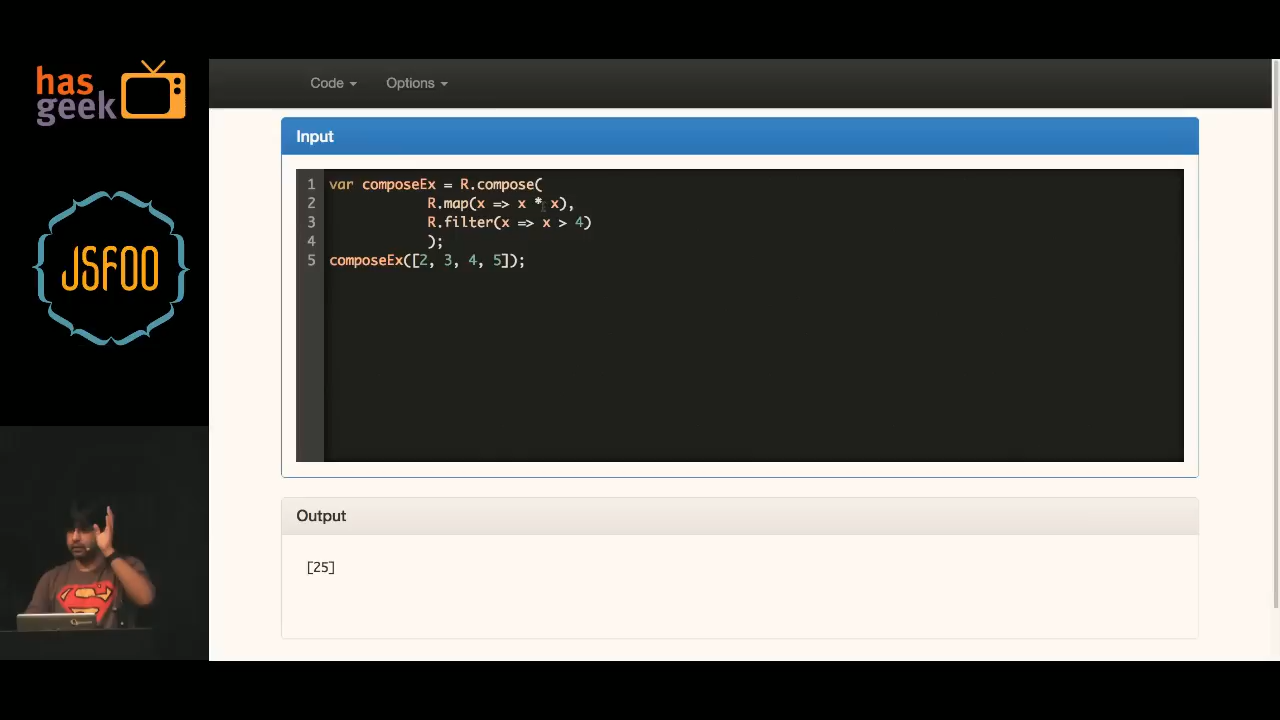 has
geek
JSFOO
Code
Options
Input
1 var composeEx = R.compose(
2 R.map(x => x * x),
3 R.filter(x => x > 4)
4 );
5 composeEx([2, 3, 4, 5]);
Output
[25]